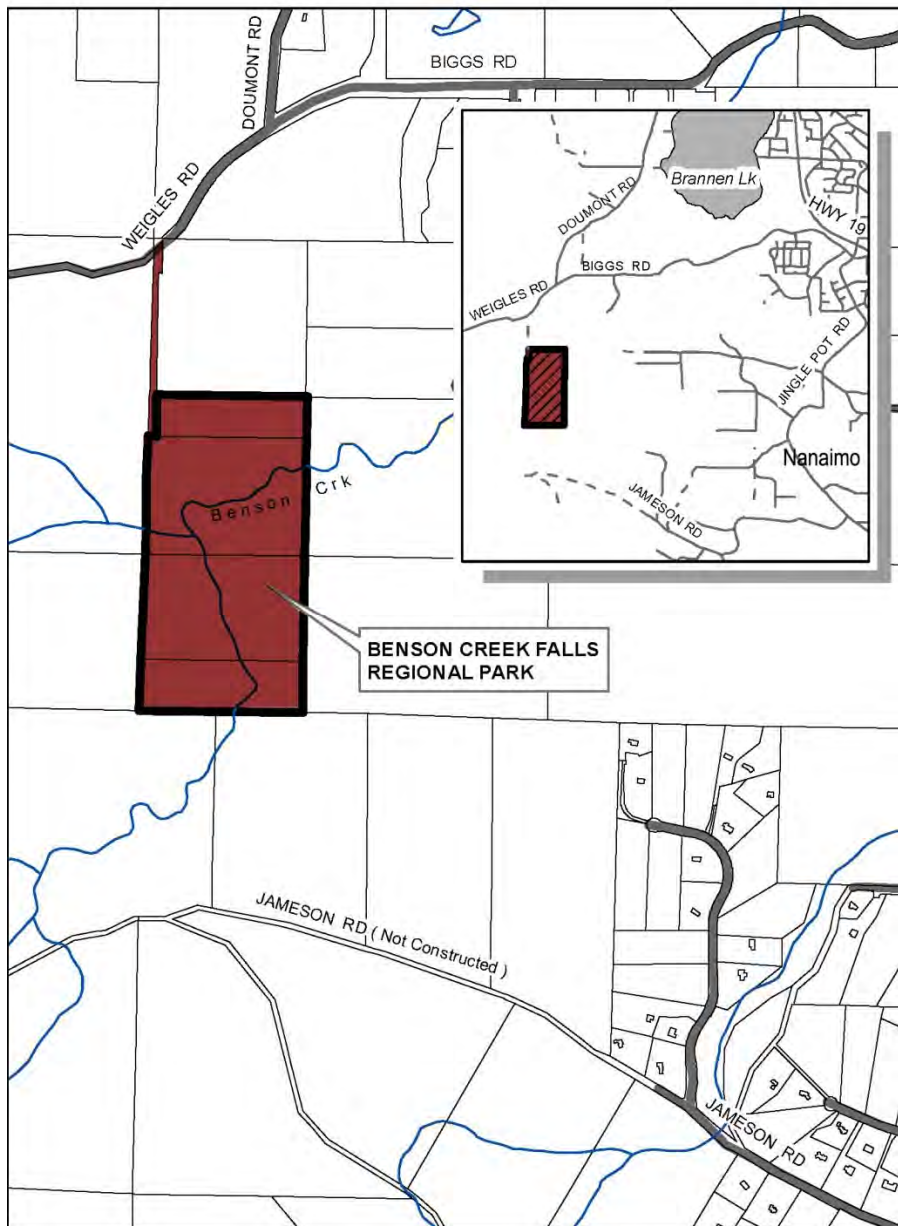 DOUMONT RD
BIGGS RD
WEIGLES RD
Brannen Lk
HWY 19
DOUMONT RD
BIGGS RD
WEIGLES RD
JINGLE POT RD
Nanaimo
JAMESON RD
Benson Crk
BENSON CREEK FALLS
REGIONAL PARK
JAMESON RD ( Not Constructed )
JAMESON RD